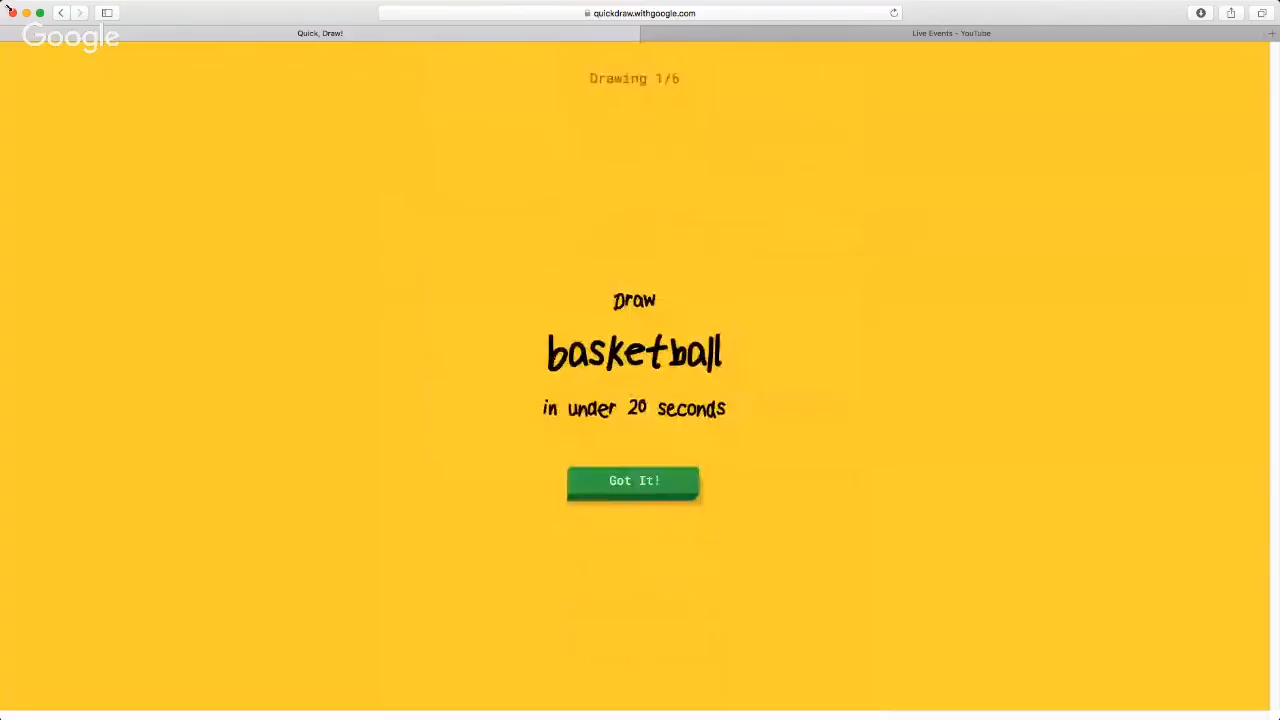 quickdraw.withgoogle.com
Google
Quick, Draw!
Live Events - YouTube
Drawing 1/6
Draw
basketball
in under 20 seconds
Got It!